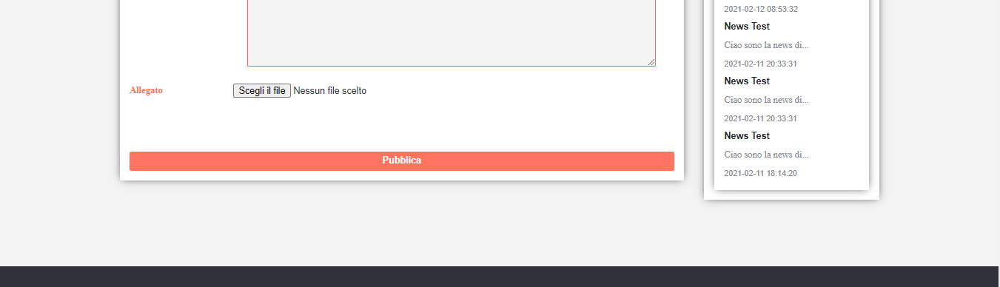 Allegato
Scegli il file Nessun file scelto
Pubblica
2021-02-12 08:53:32
News Test
Ciao sono la news di...
2021-02-11 20:33:31
News Test
Ciao sono la news di...
2021-02-11 20:33:31
News Test
Ciao sono la news di...
2021-02-11 18:14:20